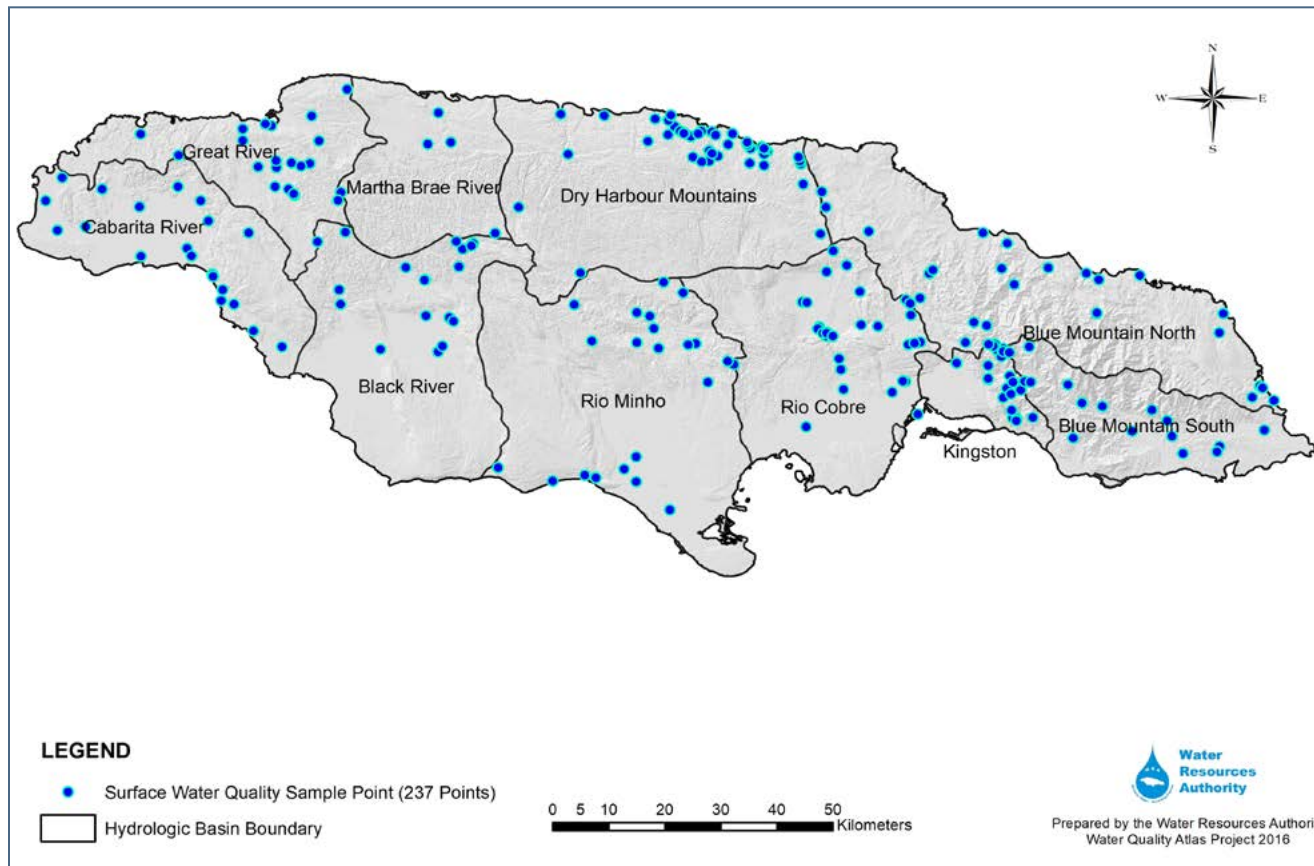 N
W E
S
Great River
Martha Brae River
Dry Harbour Mountains
Cabarita River
Blue Mountain North
Black River
Rio Minho
Rio Cobre
Blue Mountain South
Kingston
LEGEND
Surface Water Quality Sample Point (237 Points)
Hydrologic Basin Boundary
0 5 10 20 30 40 50
Kilometers
Water
Resources
Authority
Prepared by the Water Resources Authori
Water Quality Atlas Project 2016